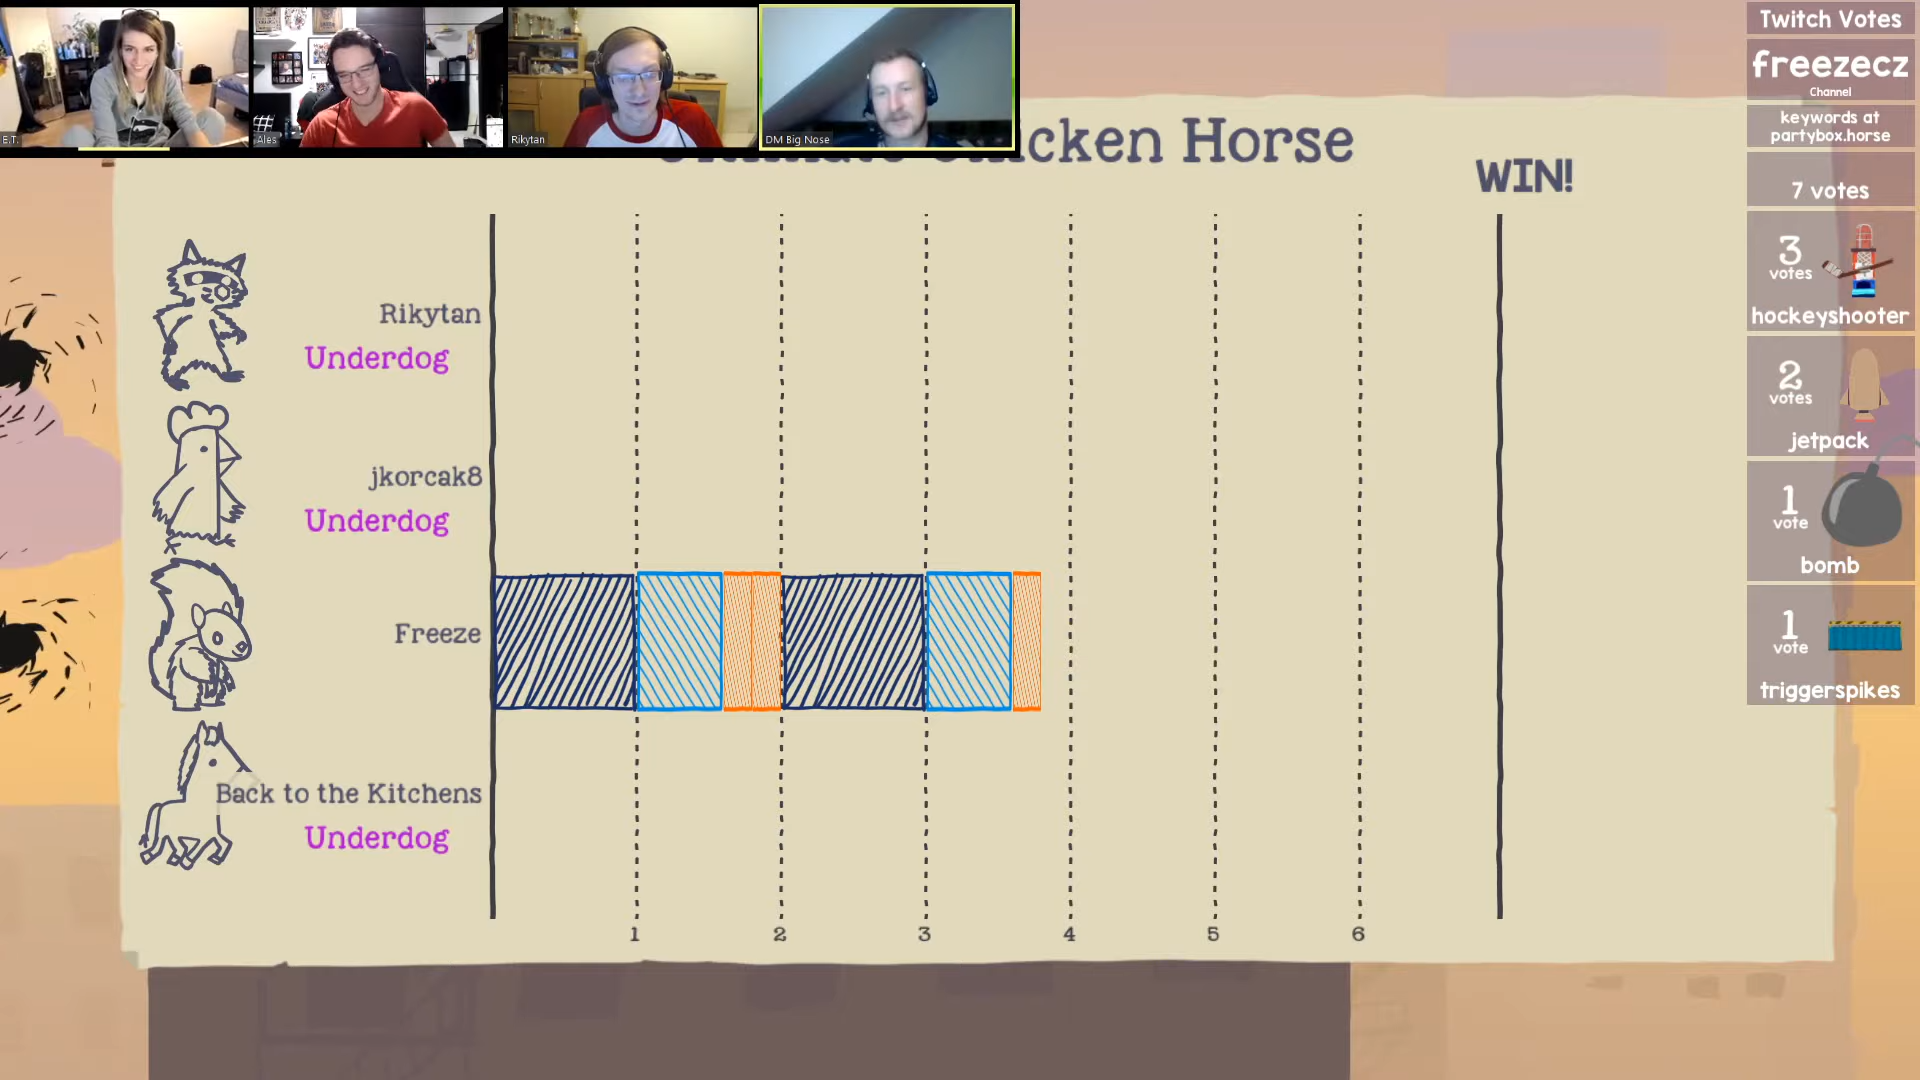 E.T.
Ales
Rikytan
DM Big Nose
Chicken Horse
WIN!
Rikytan
Underdog
jkorcak8
Underdog
Freeze
Back to the Kitchens
Underdog
1
2
3
4
5
6
Twitch Votes
freezecz
Channel
keywords at
partybox.horse
7 votes
3
votes
hockeyshooter
2
votes
jetpack
1
vote
bomb
1
vote
triggerspikes